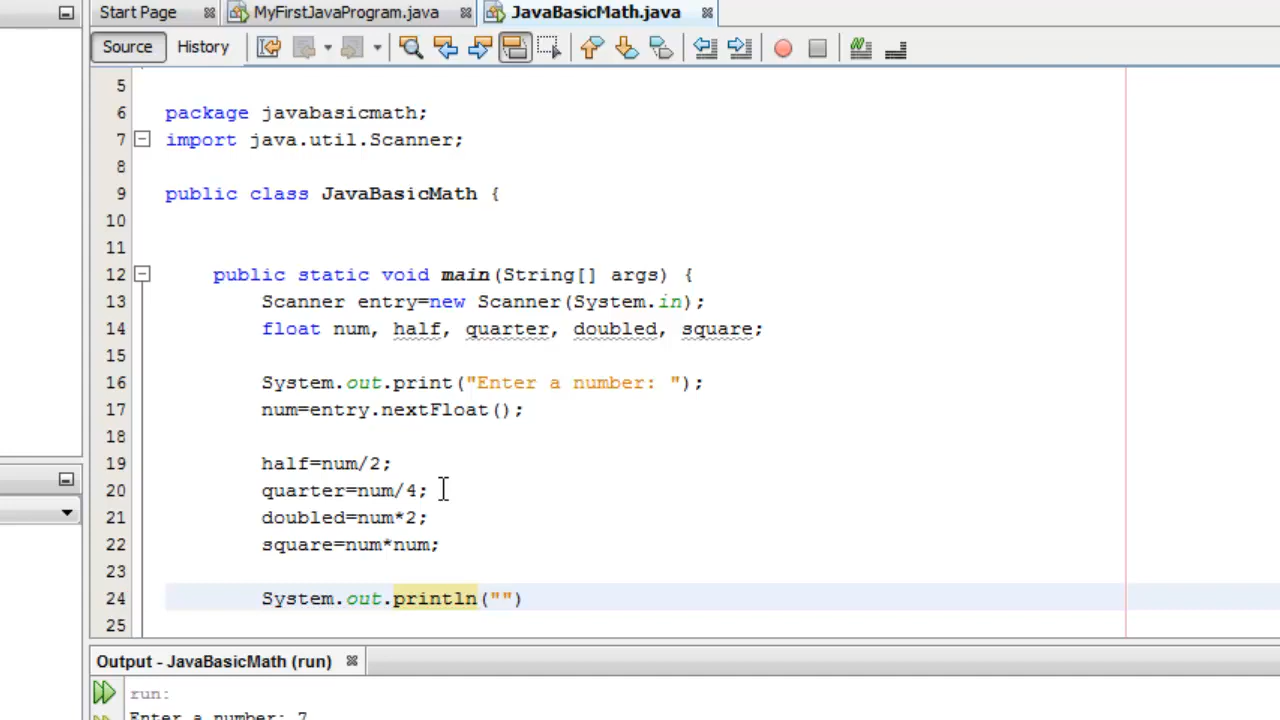 Start Page MyFirstJavaProgram.java JavaBasicMath.java
Source History
5
6 package javabasicmath;
7 import java.util.Scanner;
8
9 public class JavaBasicMath {
10
11
12 public static void main(String[] args) {
13 Scanner entry=new Scanner(System.in);
14 float num, half, quarter, doubled, square;
15
16 System.out.print("Enter a number: ");
17 num=entry.nextFloat();
18
19 half=num/2;
20 quarter=num/4;
21 doubled=num*2;
22 square=num*num;
23
24 System.out.println("")
25
Output - JavaBasicMath (run)
run:
Enter a number: 7